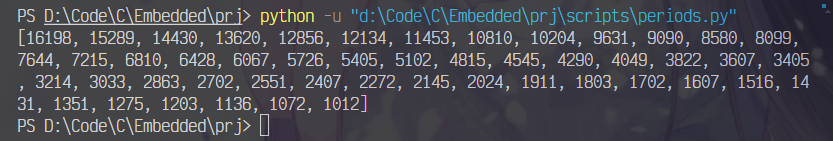 PS D:\Code\C\Embedded\prj> python -u "d:\Code\C\Embedded\prj\scripts\periods.py"
[16198, 15289, 14430, 13620, 12856, 12134, 11453, 10810, 10204, 9631, 9090, 8580, 8099,
7644, 7215, 6810, 6428, 6067, 5726, 5405, 5102, 4815, 4545, 4290, 4049, 3822, 3607, 3405
, 3214, 3033, 2863, 2702, 2551, 2407, 2272, 2145, 2024, 1911, 1803, 1702, 1607, 1516, 14
31, 1351, 1275, 1203, 1136, 1072, 1012]
PS D:\Code\C\Embedded\prj>